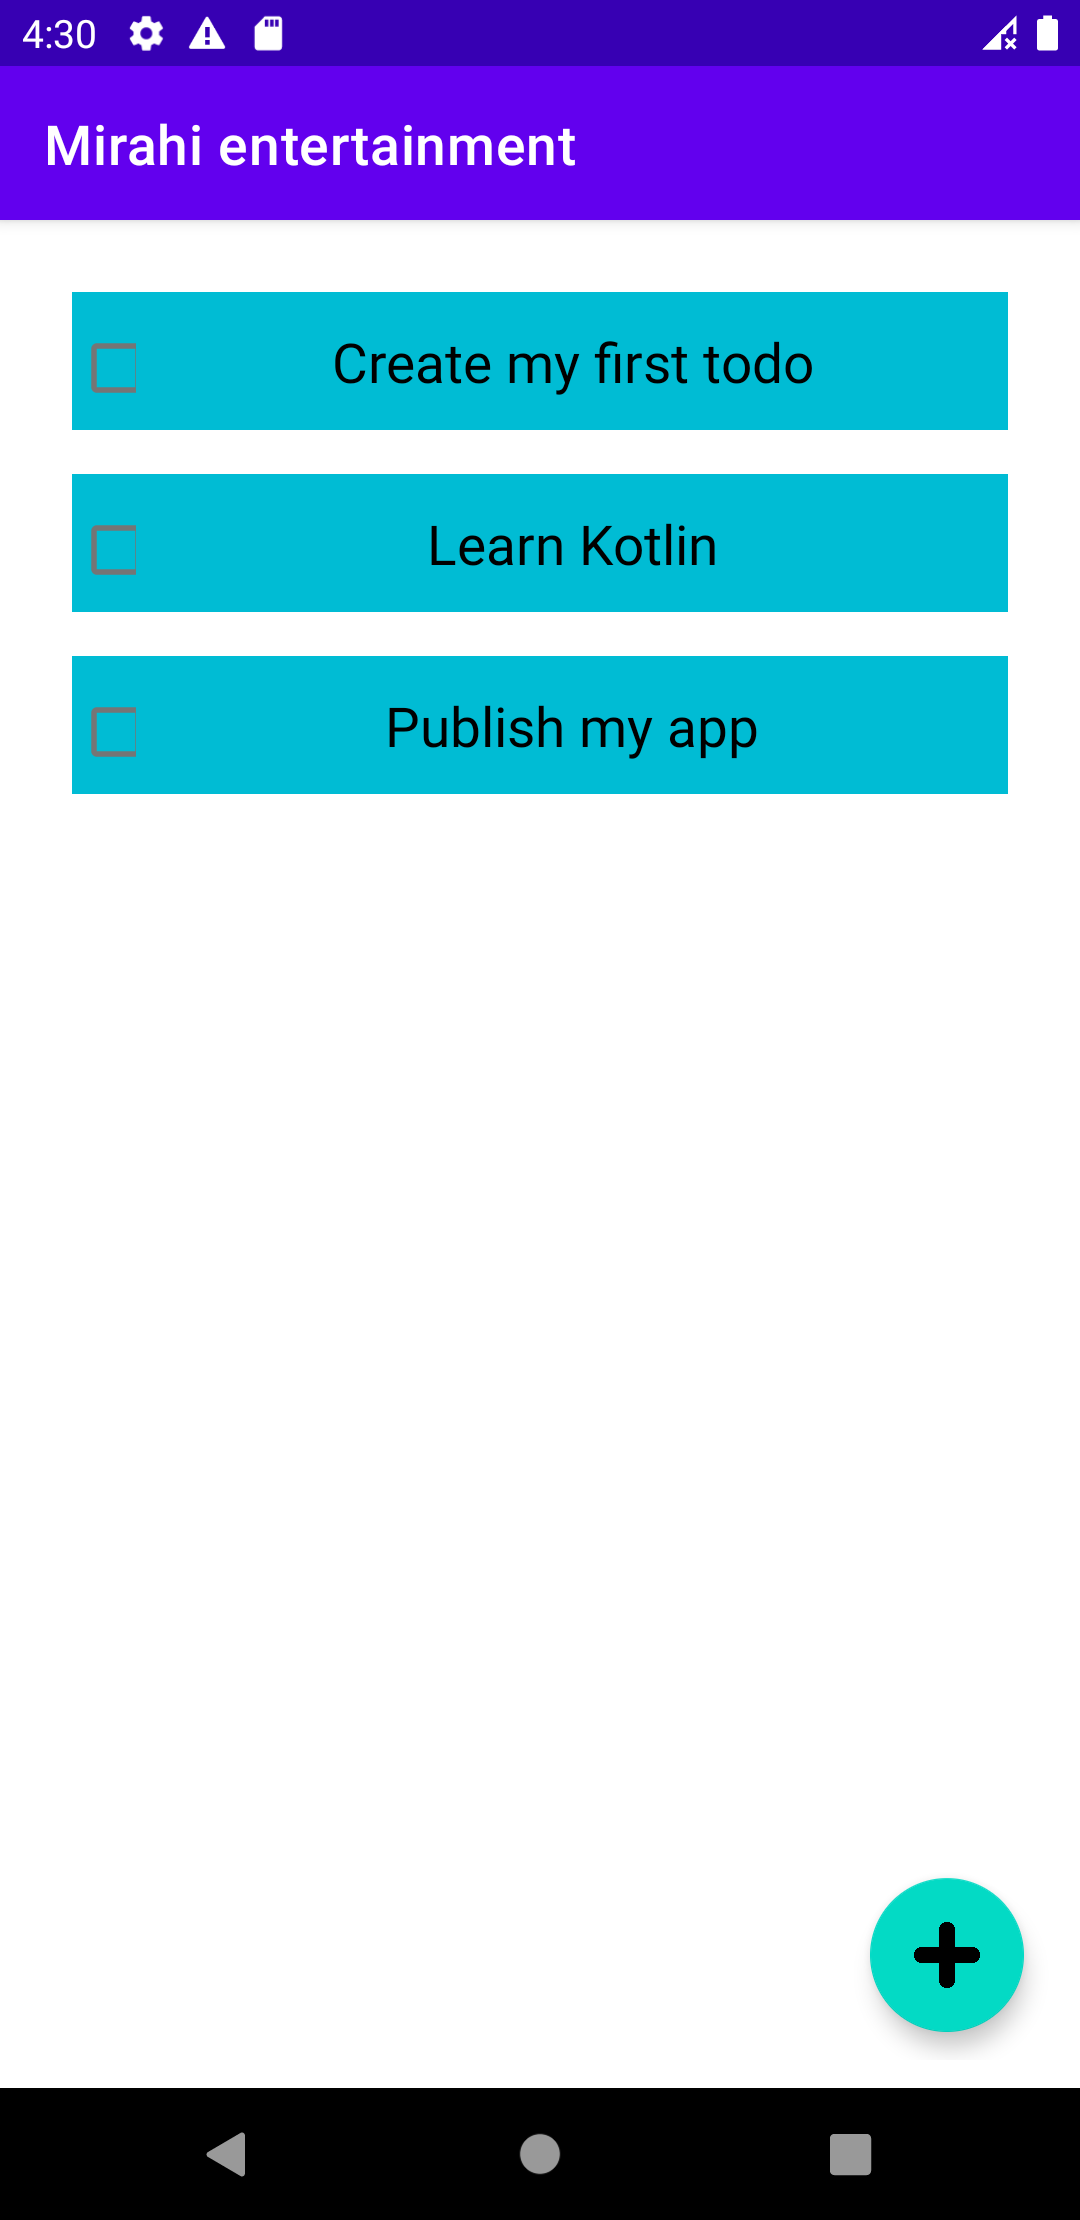 4:30
Mirahi entertainment
Create my first todo
Learn Kotlin
Publish my app